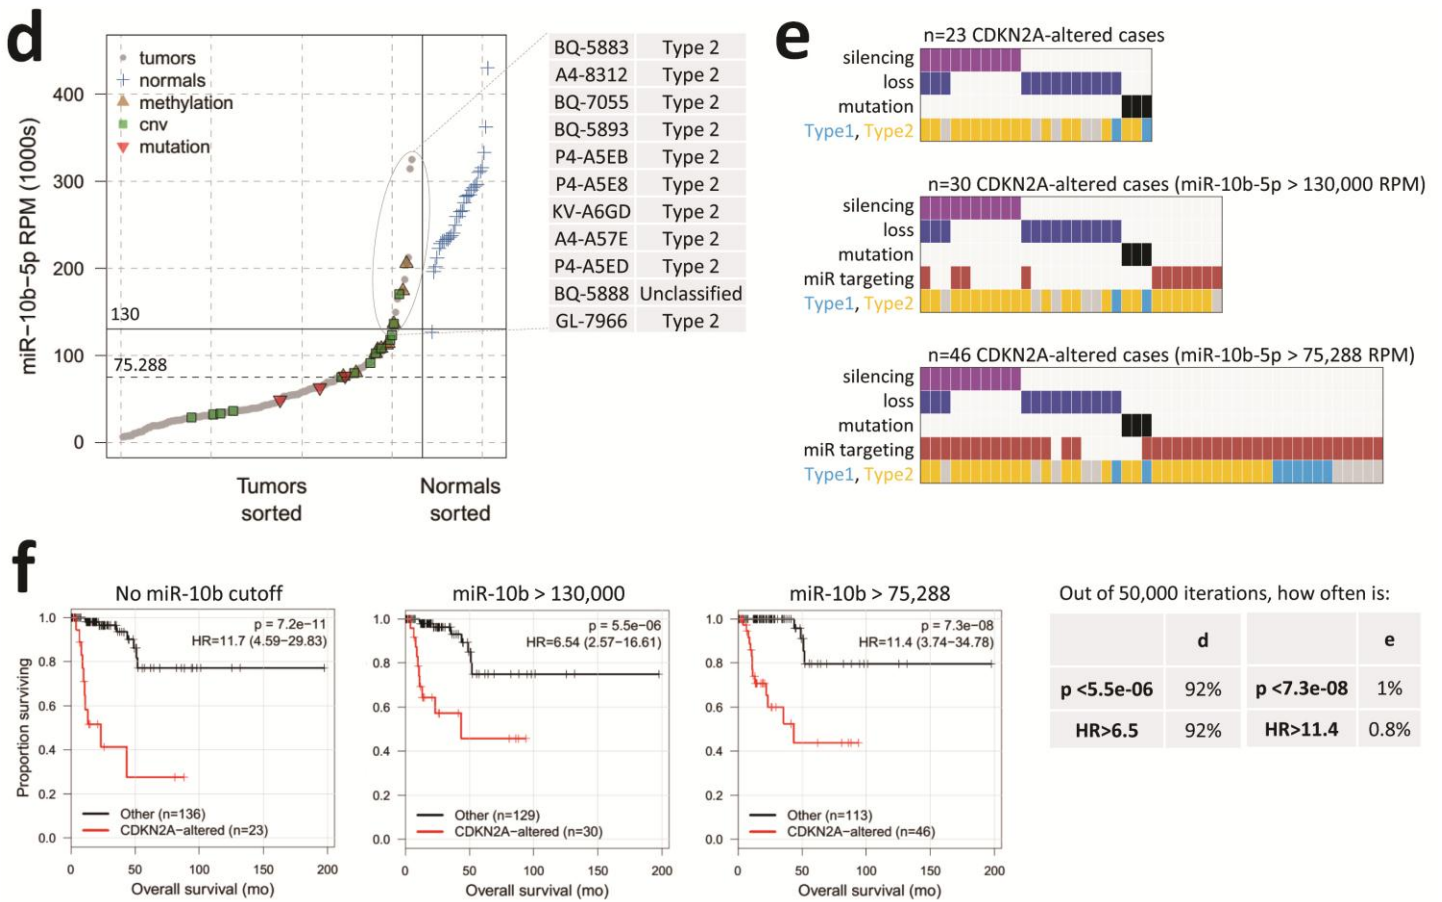 d
miR−10b−5p RPM (1000s)
400
300
200
100
0
130
75.288
tumors
normals
methylation
cnv
mutation
Tumors
sorted
Normals
sorted
BQ-5883 Type 2
A4-8312 Type 2
BQ-7055 Type 2
BQ-5893 Type 2
P4-A5EB Type 2
P4-A5E8 Type 2
KV-A6GD Type 2
A4-A57E Type 2
P4-A5ED Type 2
BQ-5888 Unclassified
GL-7966 Type 2
e
n=23 CDKN2A-altered cases
silencing
loss
mutation
Type1, Type2
n=30 CDKN2A-altered cases (miR-10b-5p > 130,000 RPM)
silencing
loss
mutation
miR targeting
Type1, Type2
n=46 CDKN2A-altered cases (miR-10b-5p > 75,288 RPM)
silencing
loss
mutation
miR targeting
Type1, Type2
f
No miR-10b cutoff
Proportion surviving
1.0
0.8
0.6
0.4
0.2
0.0
p = 7.2e−11
HR=11.7 (4.59−29.83)
Other (n=136)
CDKN2A−altered (n=23)
0 50 100 150 200
Overall survival (mo)
miR-10b > 130,000
1.0
0.8
0.6
0.4
0.2
0.0
p = 5.5e−06
HR=6.54 (2.57−16.61)
Other (n=129)
CDKN2A−altered (n=30)
0 50 100 150 200
Overall survival (mo)
miR-10b > 75,288
1.0
0.8
0.6
0.4
0.2
0.0
p = 7.3e−08
HR=11.4 (3.74−34.78)
Other (n=113)
CDKN2A−altered (n=46)
0 50 100 150 200
Overall survival (mo)
Out of 50,000 iterations, how often is:
d e
p <5.5e-06 92% p <7.3e-08 1%
HR>6.5 92% HR>11.4 0.8%